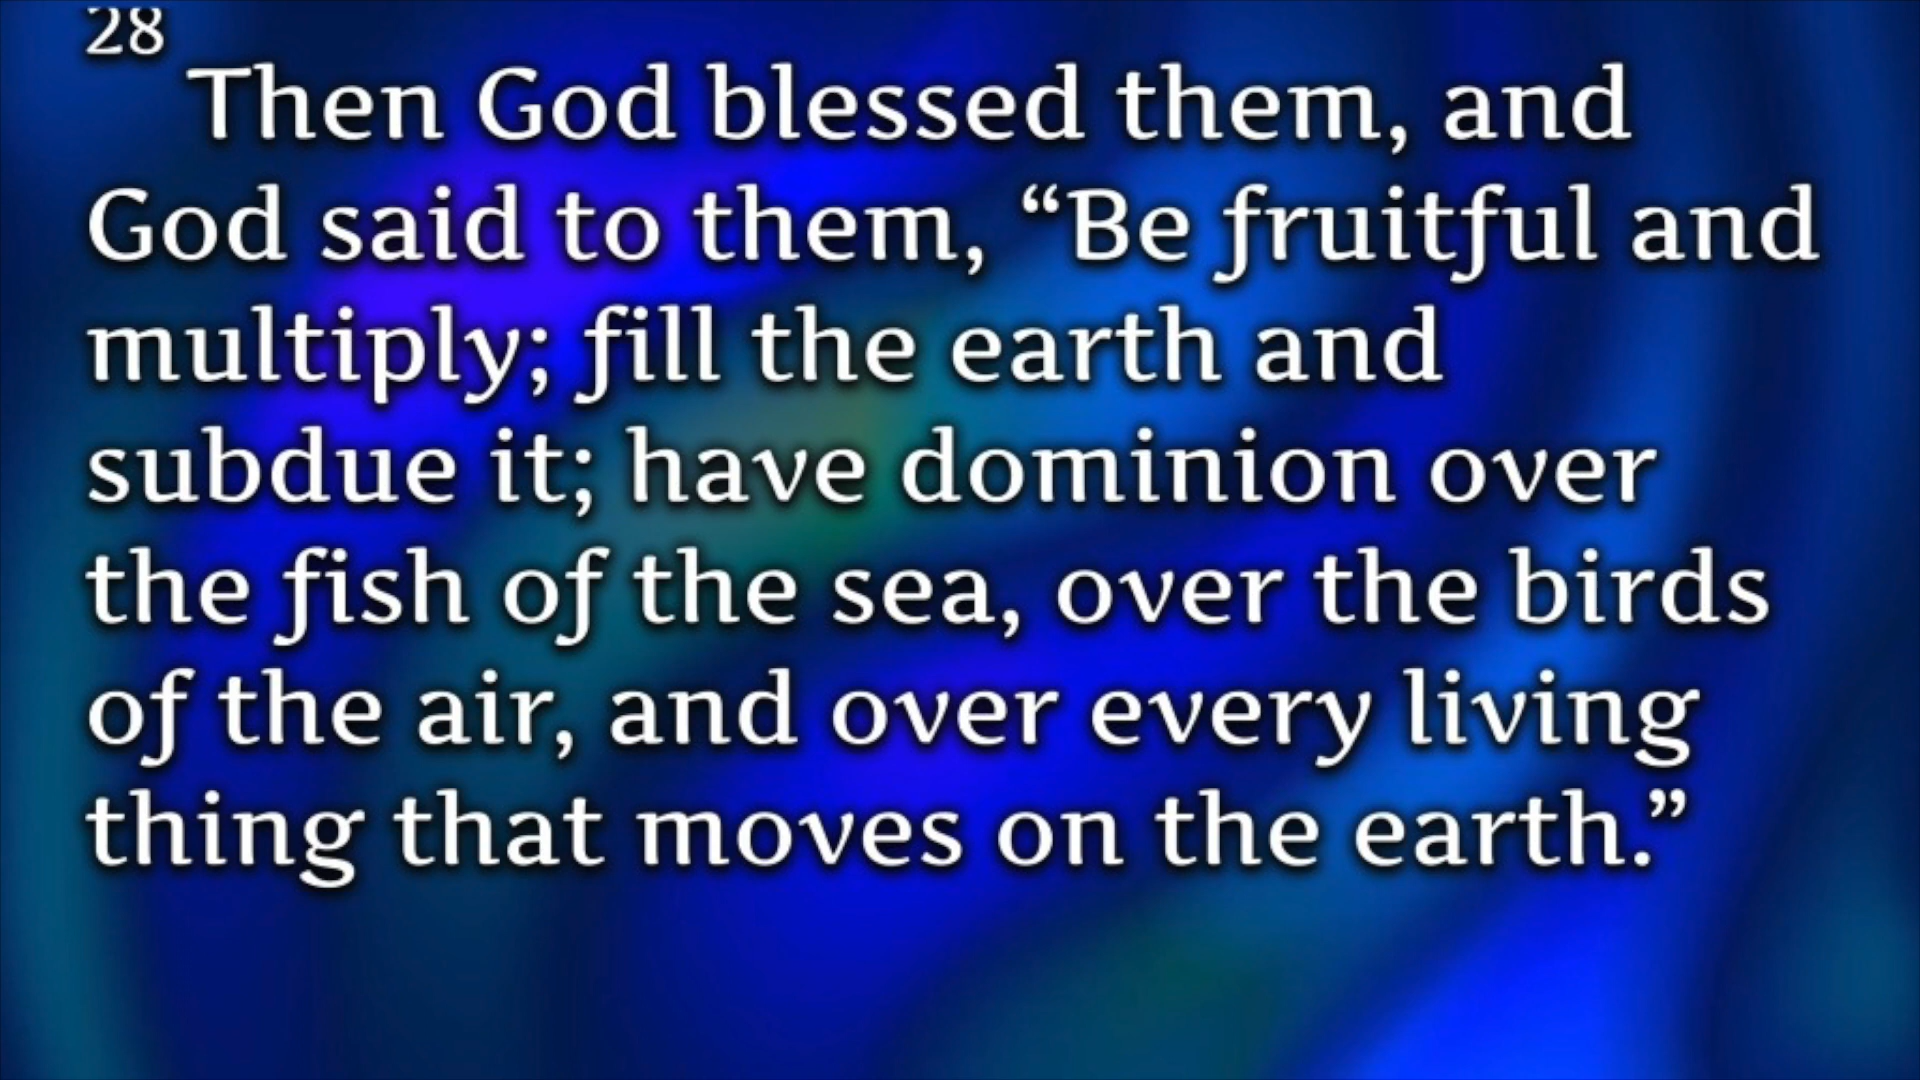 28
Then God blessed them, and
God said to them, “Be fruitful and
multiply; fill the earth and
subdue it; have dominion over
the fish of the sea, over the birds
of the air, and over every living
thing that moves on the earth.”